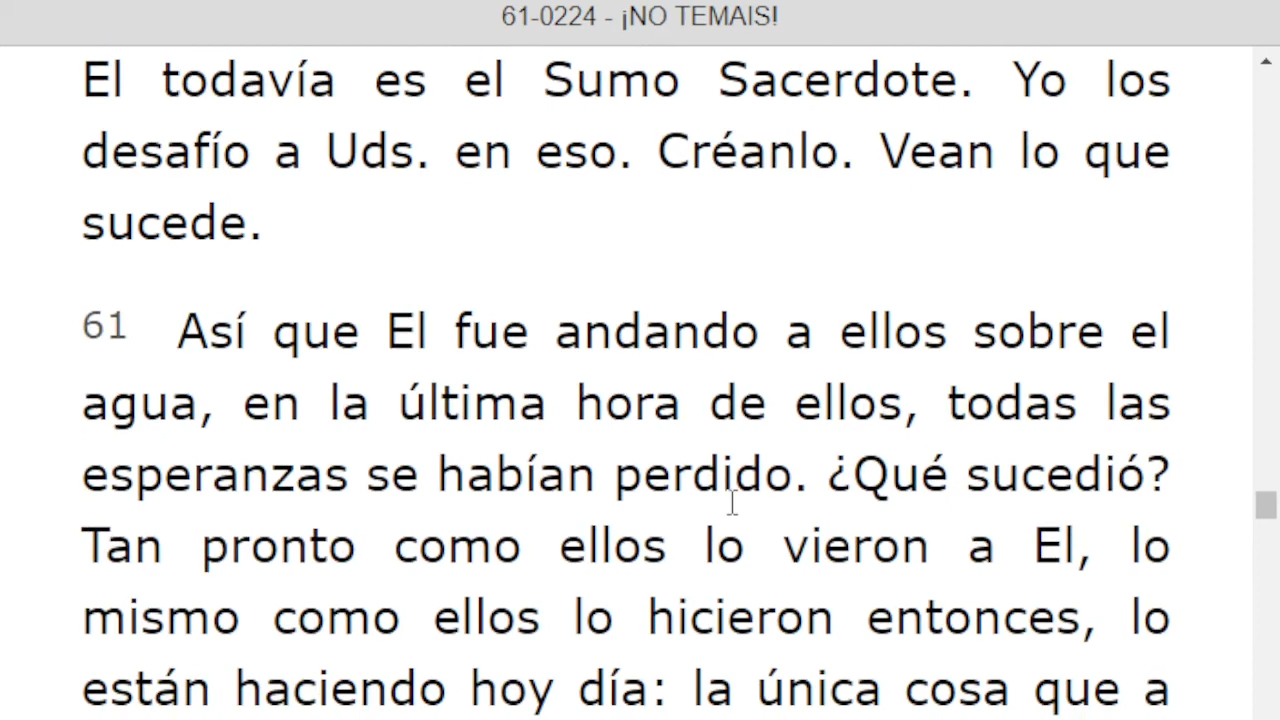 61-0224 - ¡NO TEMAIS!
El todavía es el Sumo Sacerdote. Yo los
desafío a Uds. en eso. Créanlo. Vean lo que
sucede.
61 Así que El fue andando a ellos sobre el
agua, en la última hora de ellos, todas las
esperanzas se habían perdido. ¿Qué sucedió?
Tan pronto como ellos lo vieron a El, lo
mismo como ellos lo hicieron entonces, lo
están haciendo hoy día: la única cosa que a